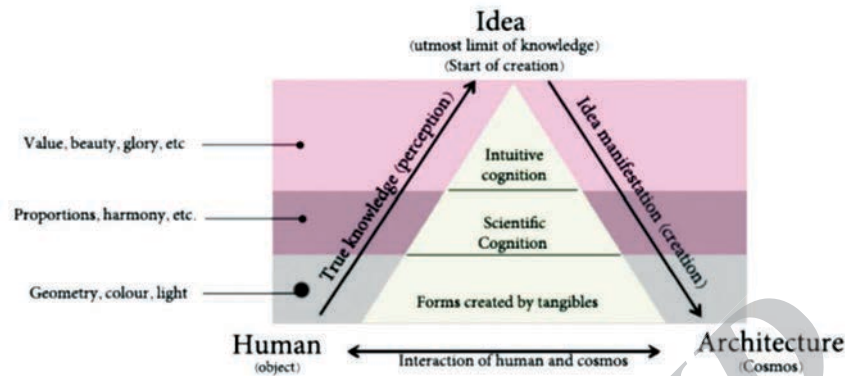 Idea
(utmost limit of knowledge)
(Start of creation)
Value, beauty, glory, etc
True knowledge (perception)
Idea manifestation (creation)
Intuitive
cognition
Proportions, harmony, etc.
Scientific
Cognition
Geometry, colour, light
Forms created by tangibles
Human
(object)
Interaction of human and cosmos
Architecture
(Cosmos)